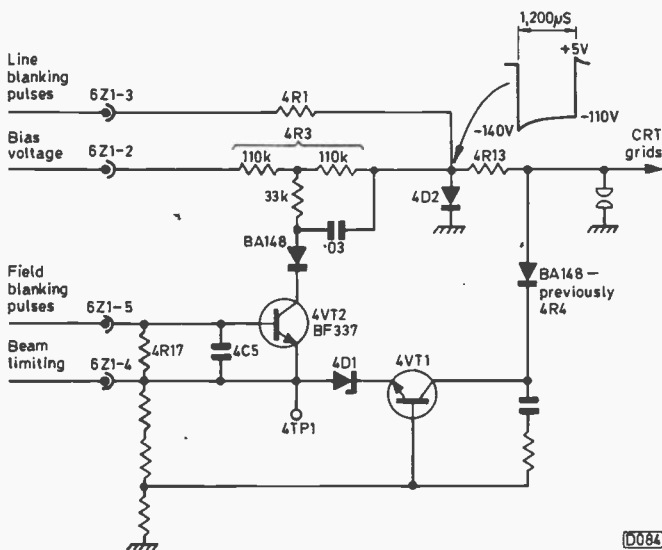 1,200µS
+5V
-140V
-110V
Line
blanking
pulses
6Z1-3
4R1
Bias
voltage
6Z1-2
4R3
110k
110k
4R13
CRT
grids
33k
4D2
·03
BA148
BA148 —
previously
4R4
Field
blanking
pulses
6Z1-5
4VT2
BF337
Beam
limiting
6Z1-4
4R17
4C5
4D1
4VT1
4TP1
D084